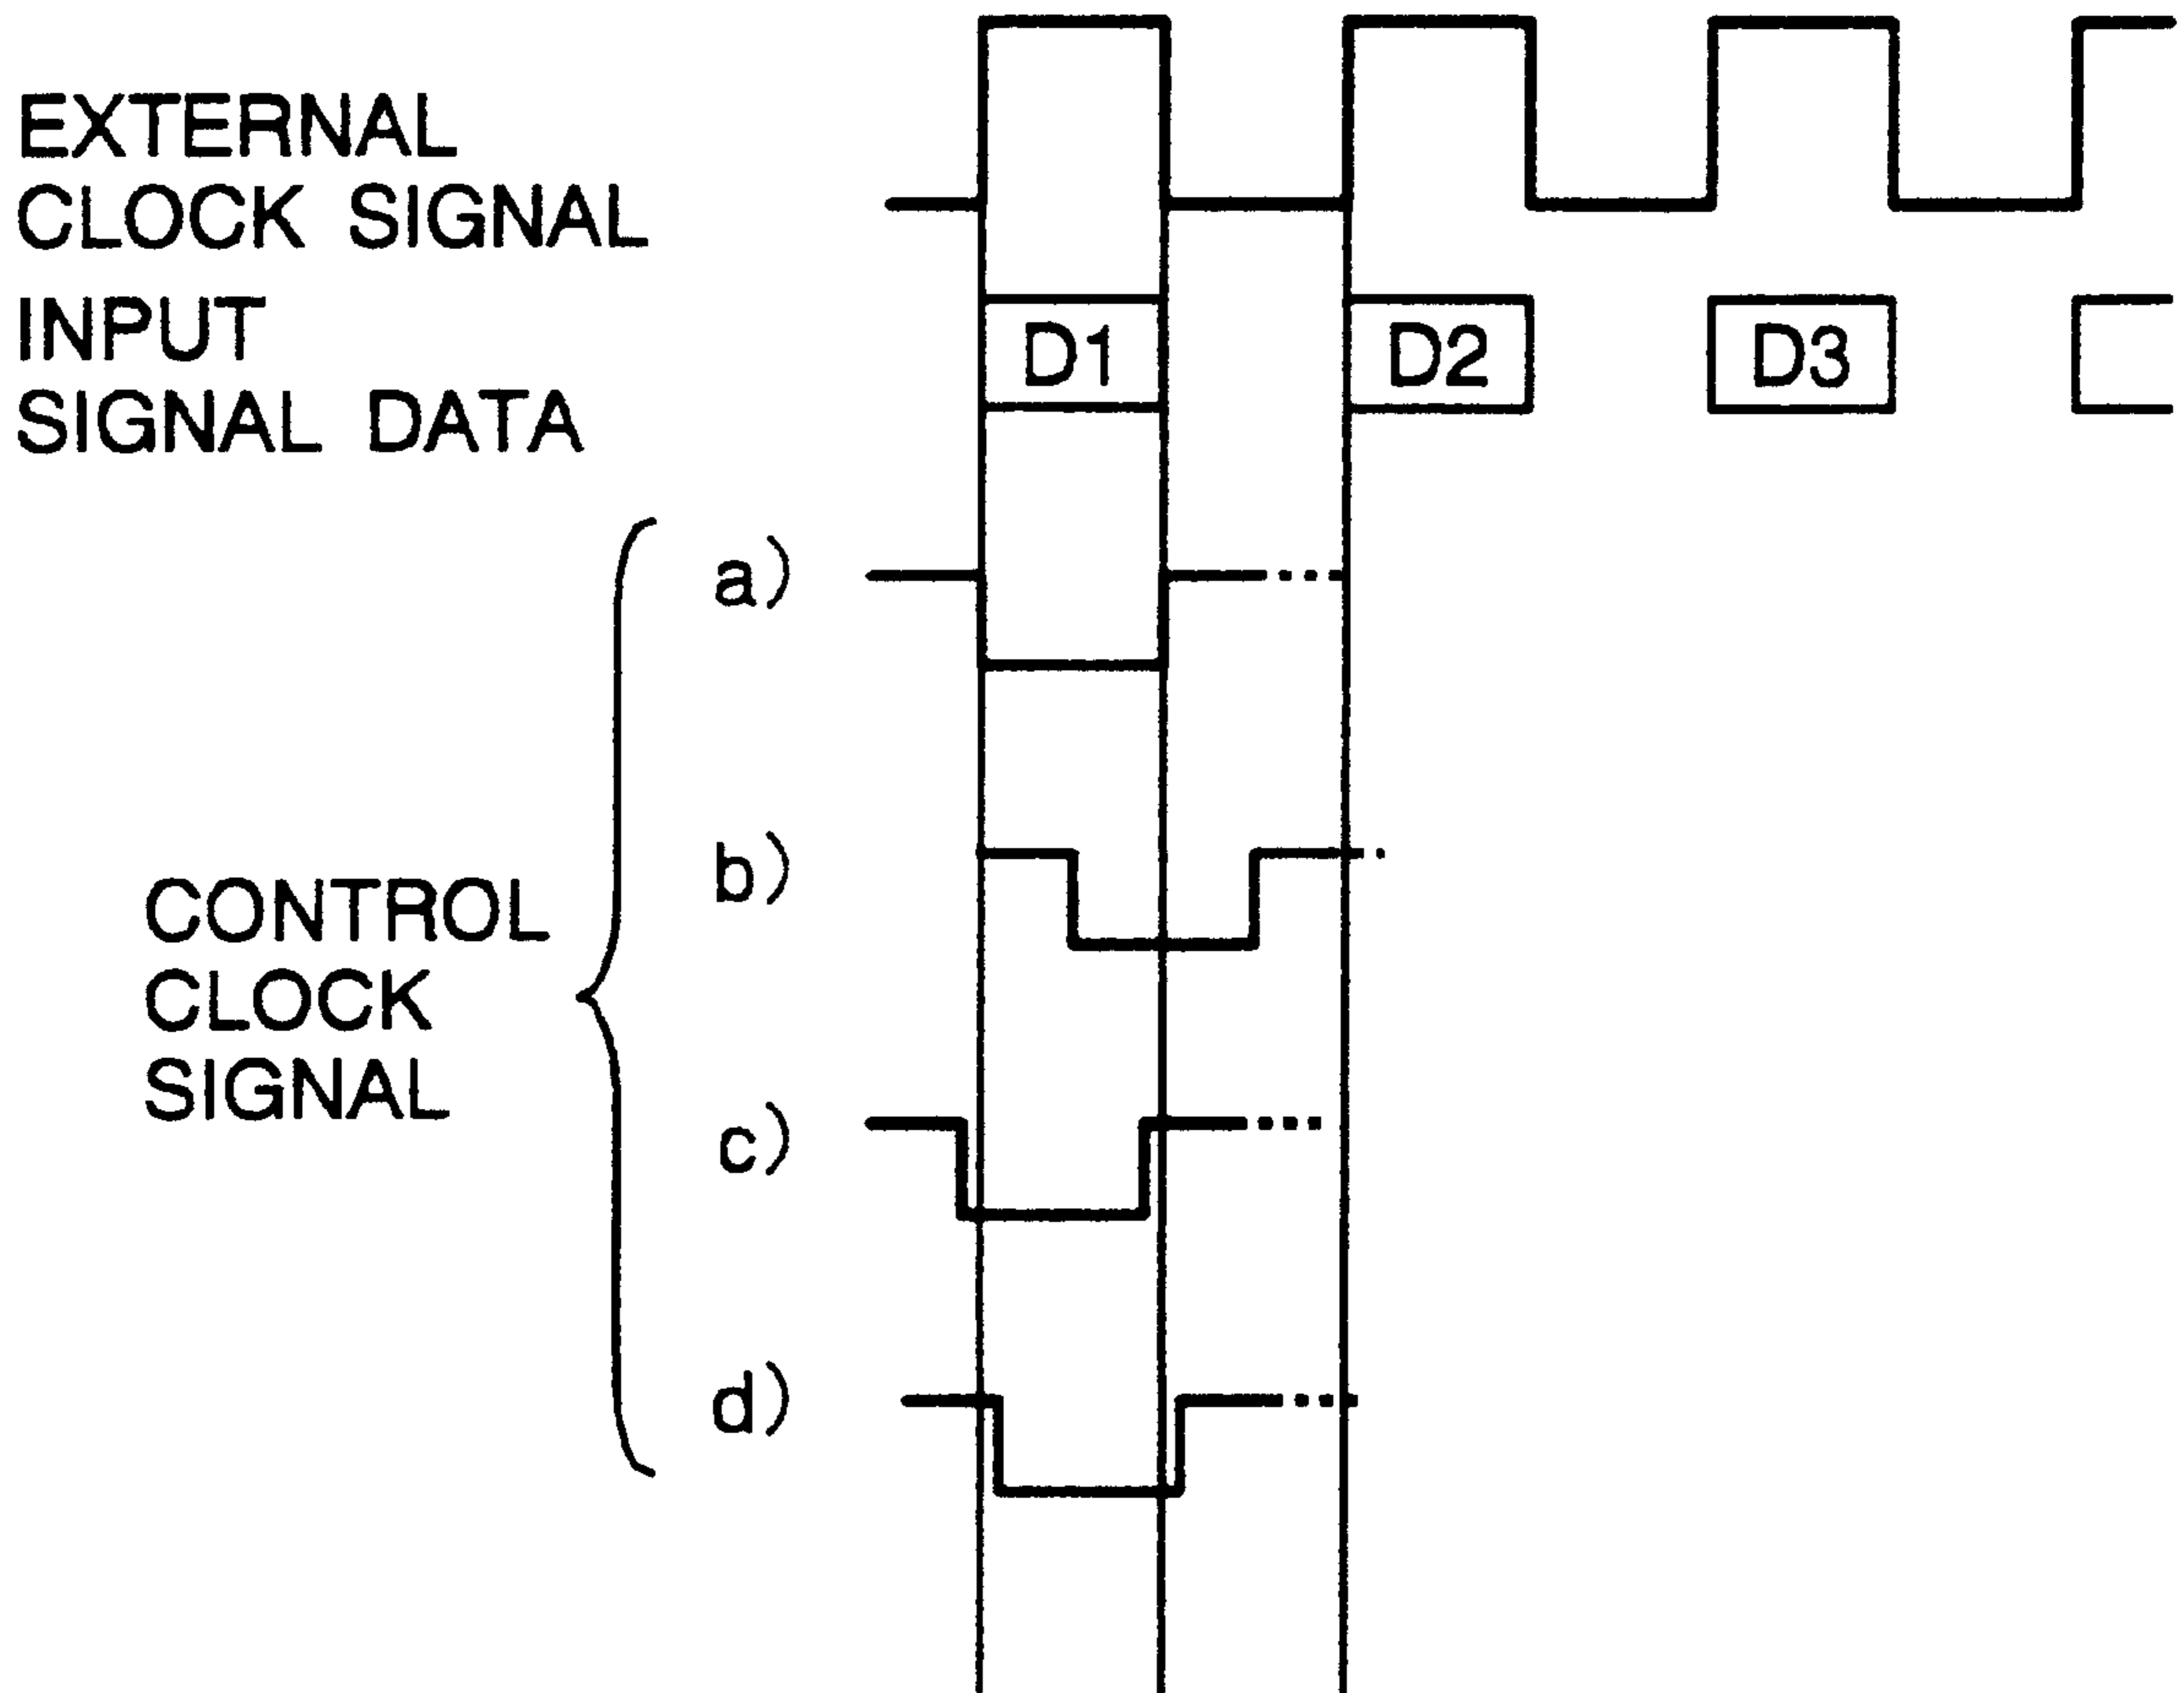 EXTERNAL
CLOCK SIGNAL
INPUT
SIGNAL DATA
D1 D2 D3
a)
b)
CONTROL
CLOCK
SIGNAL
c)
d)